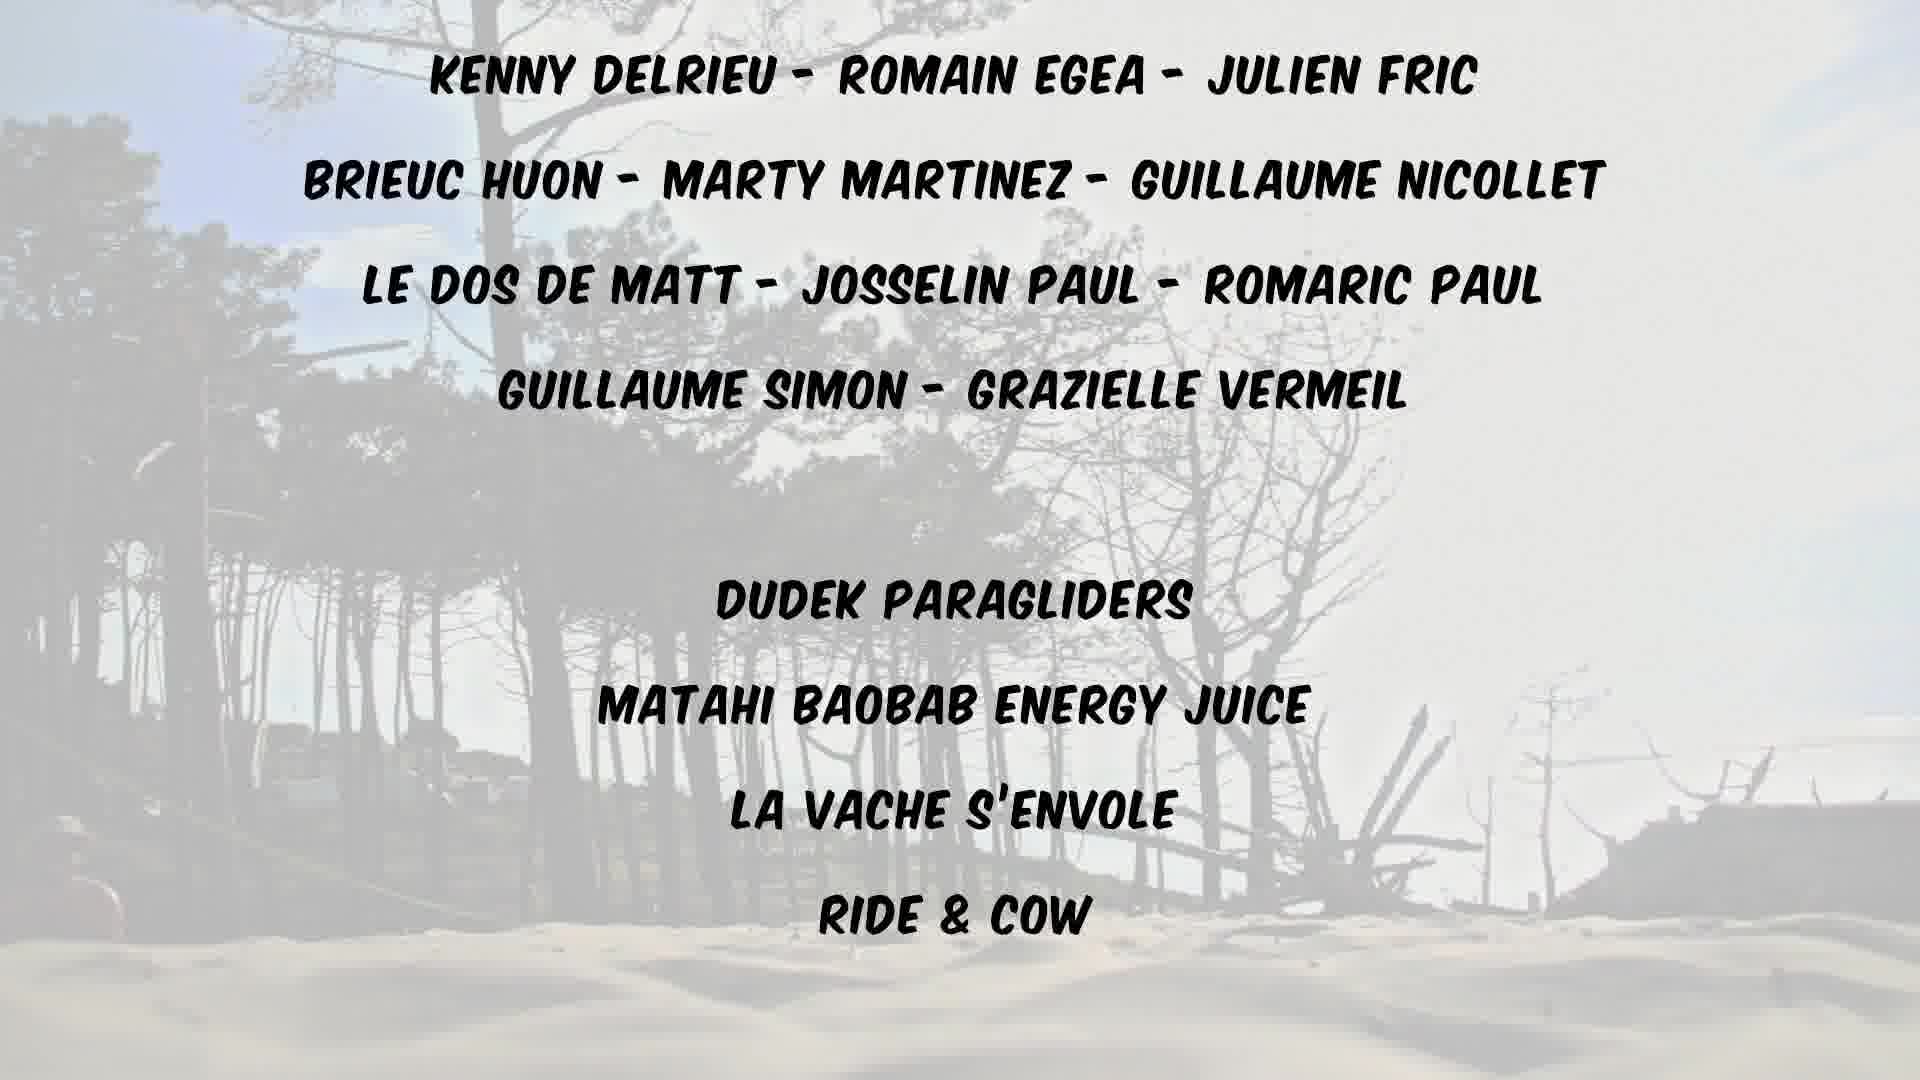 KENNY DELRIEU - ROMAIN EGEA - JULIEN FRIC
BRIEUC HUON - MARTY MARTINEZ - GUILLAUME NICOLLET
LE DOS DE MATT - JOSSELIN PAUL - ROMARIC PAUL
GUILLAUME SIMON - GRAZIELLE VERMEIL
DUDEK PARAGLIDERS
MATAHI BAOBAB ENERGY JUICE
LA VACHE S'ENVOLE
RIDE & COW